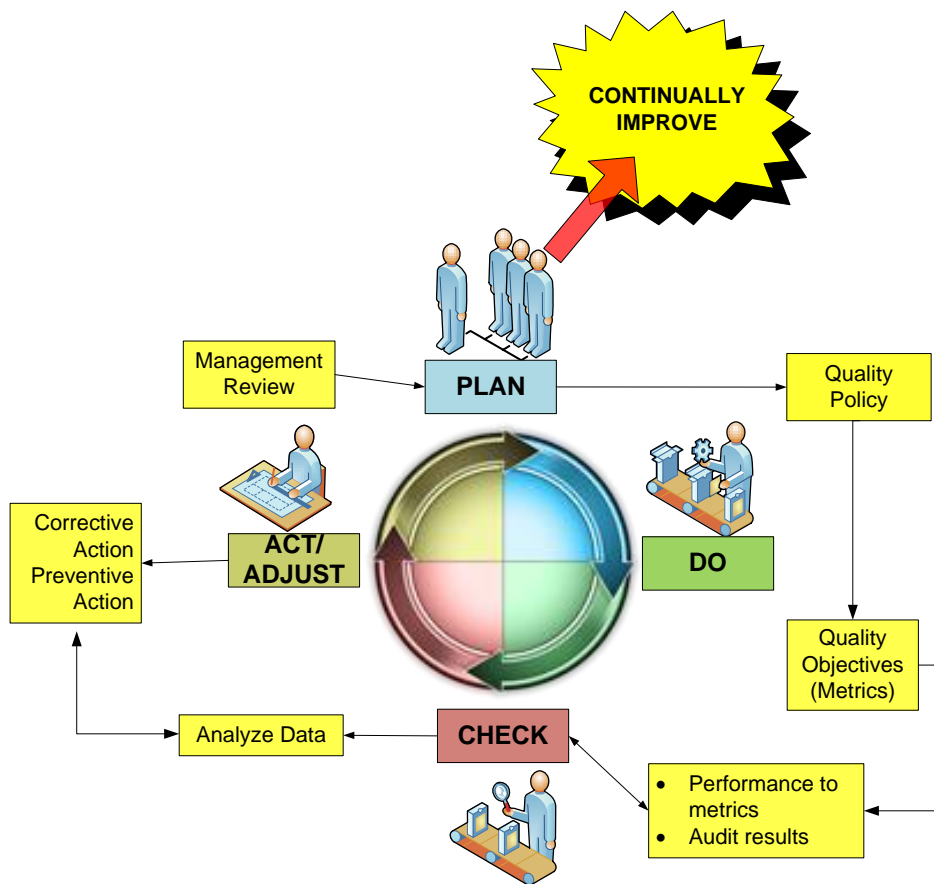 CONTINUALLY
IMPROVE
Management
Review
PLAN
Quality
Policy
ACT/
ADJUST
DO
Corrective
Action
Preventive
Action
Quality
Objectives
(Metrics)
Analyze Data
CHECK
• Performance to
metrics
• Audit results